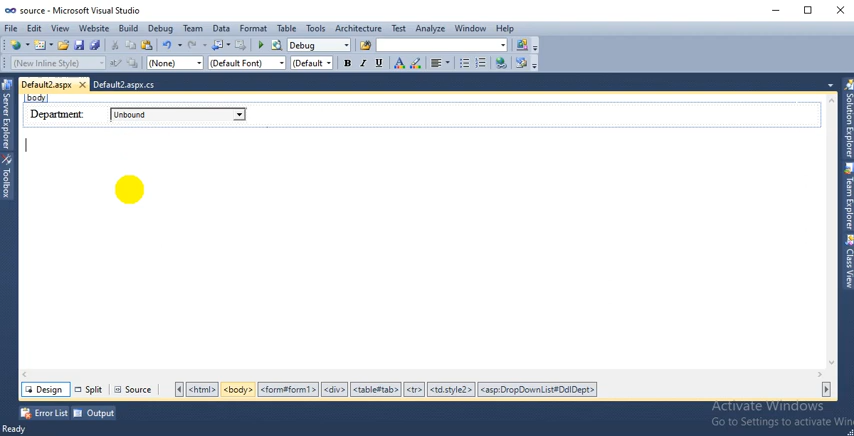 source - Microsoft Visual Studio
File Edit View Website Build Debug Team Data Format Table Tools Architecture Test Analyze Window Help
Debug
(New Inline Style) (None) (Default Font) (Default B I U A
Default2.aspx Default2.aspx.cs
body
Department: Unbound
Server Explorer
Toolbox
Solution Explorer
Team Explorer
Class View
Design Split Source <html> <body> <form#form1> <div> <table#tab> <tr> <td.style2> <asp:DropDownList#DdlDept>
Activate Windows
Go to Settings to activate Win
Error List Output
Ready